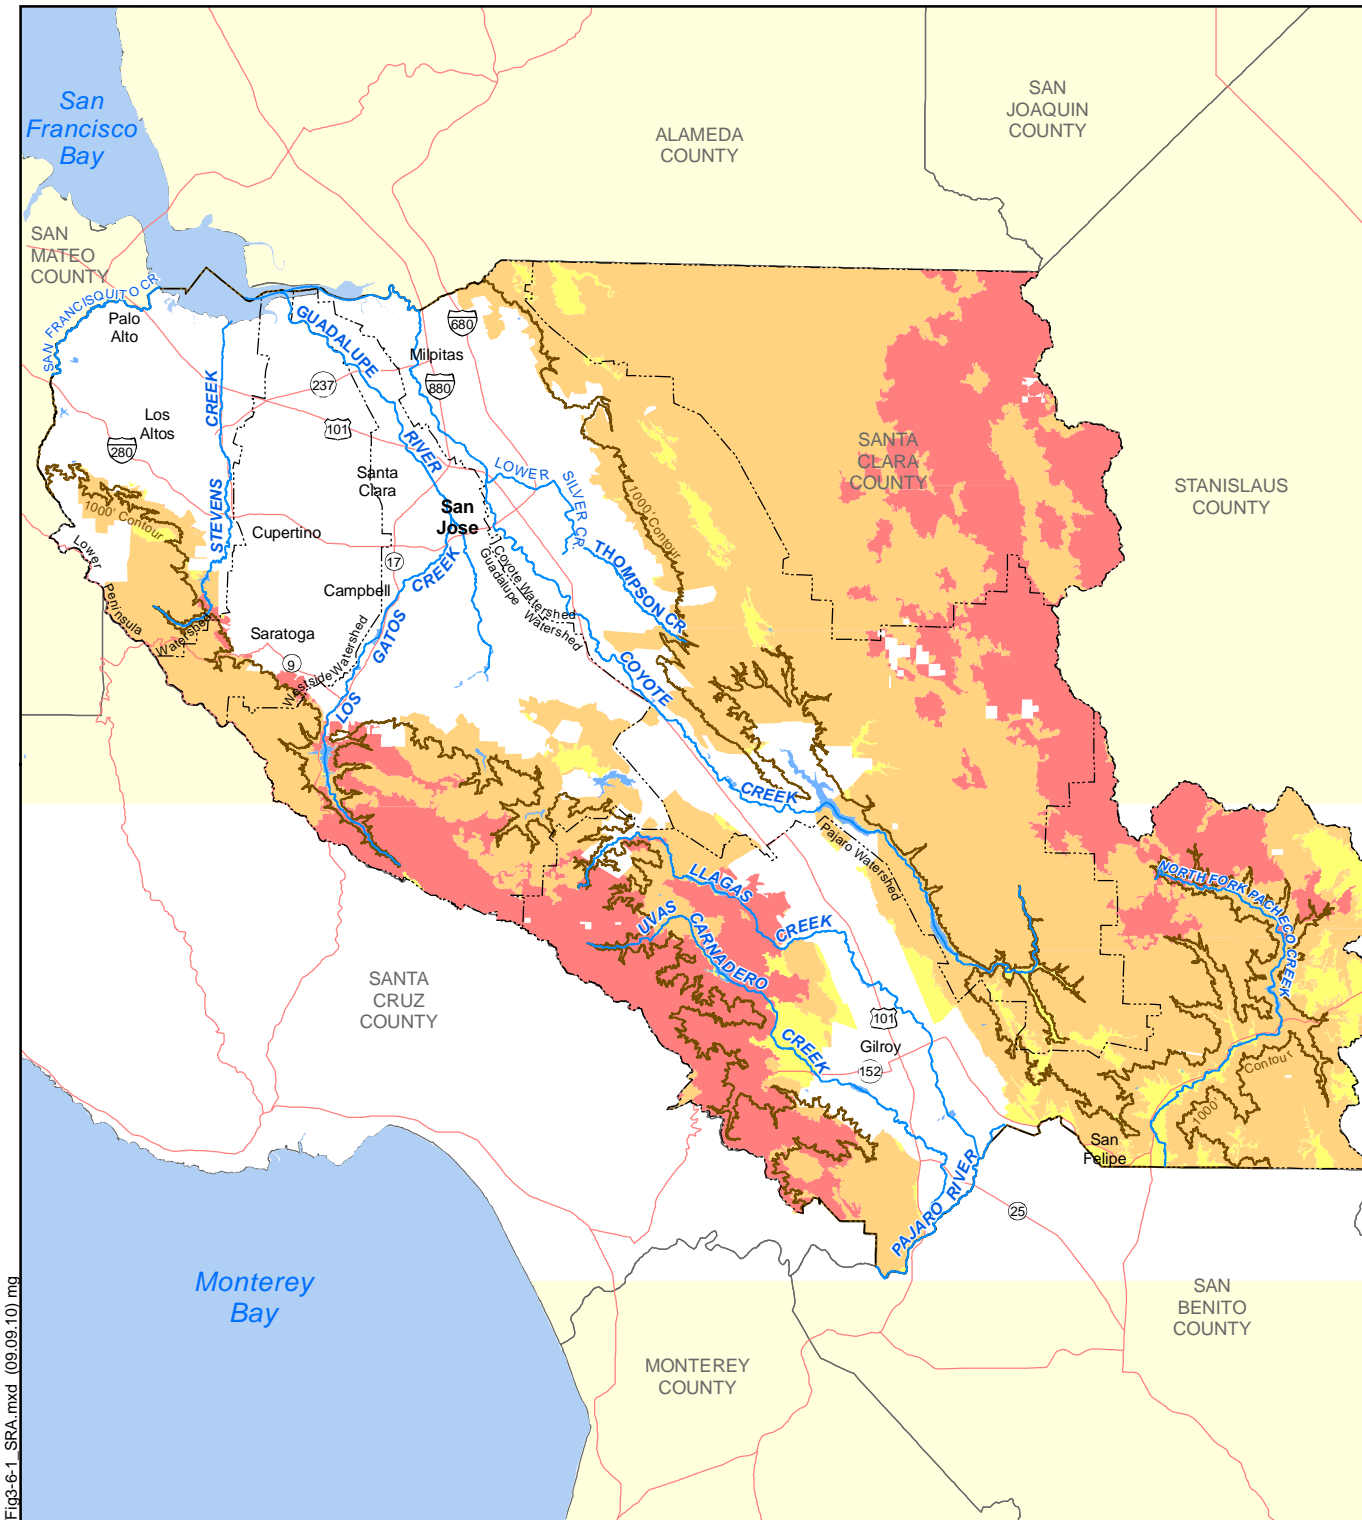 San
Francisco
Bay
SAN
JOAQUIN
COUNTY
ALAMEDA
COUNTY
SAN
MATEO
COUNTY
SAN FRANCISQUITO CR.
Palo
Alto
GUADALUPE
RIVER
680
Milpitas
880
237
101
Los
Altos
280
STEVENS
CREEK
Santa
Clara
LOWER
SILVER CR.
SANTA
CLARA
COUNTY
STANISLAUS
COUNTY
1000' Contour
1000' Contour
San
Jose
Cupertino
17
Campbell
LOS
GATOS
CREEK
Coyote Watershed
Guadalupe
Watershed
THOMPSON CR.
Lower
Peninsula
Watershed
Saratoga
9
Westside Watershed
COYOTE
CREEK
Pajaro Watershed
LLAGAS
CREEK
UVAS
CARNADERO
CREEK
NORTH FORK PACHECO CREEK
SANTA
CRUZ
COUNTY
101
Gilroy
152
1000'
Contour
San
Felipe
PAJARO RIVER
25
Monterey
Bay
SAN
BENITO
COUNTY
MONTEREY
COUNTY
Fig3-6-1_SRA.mxd (09.09.10) mg